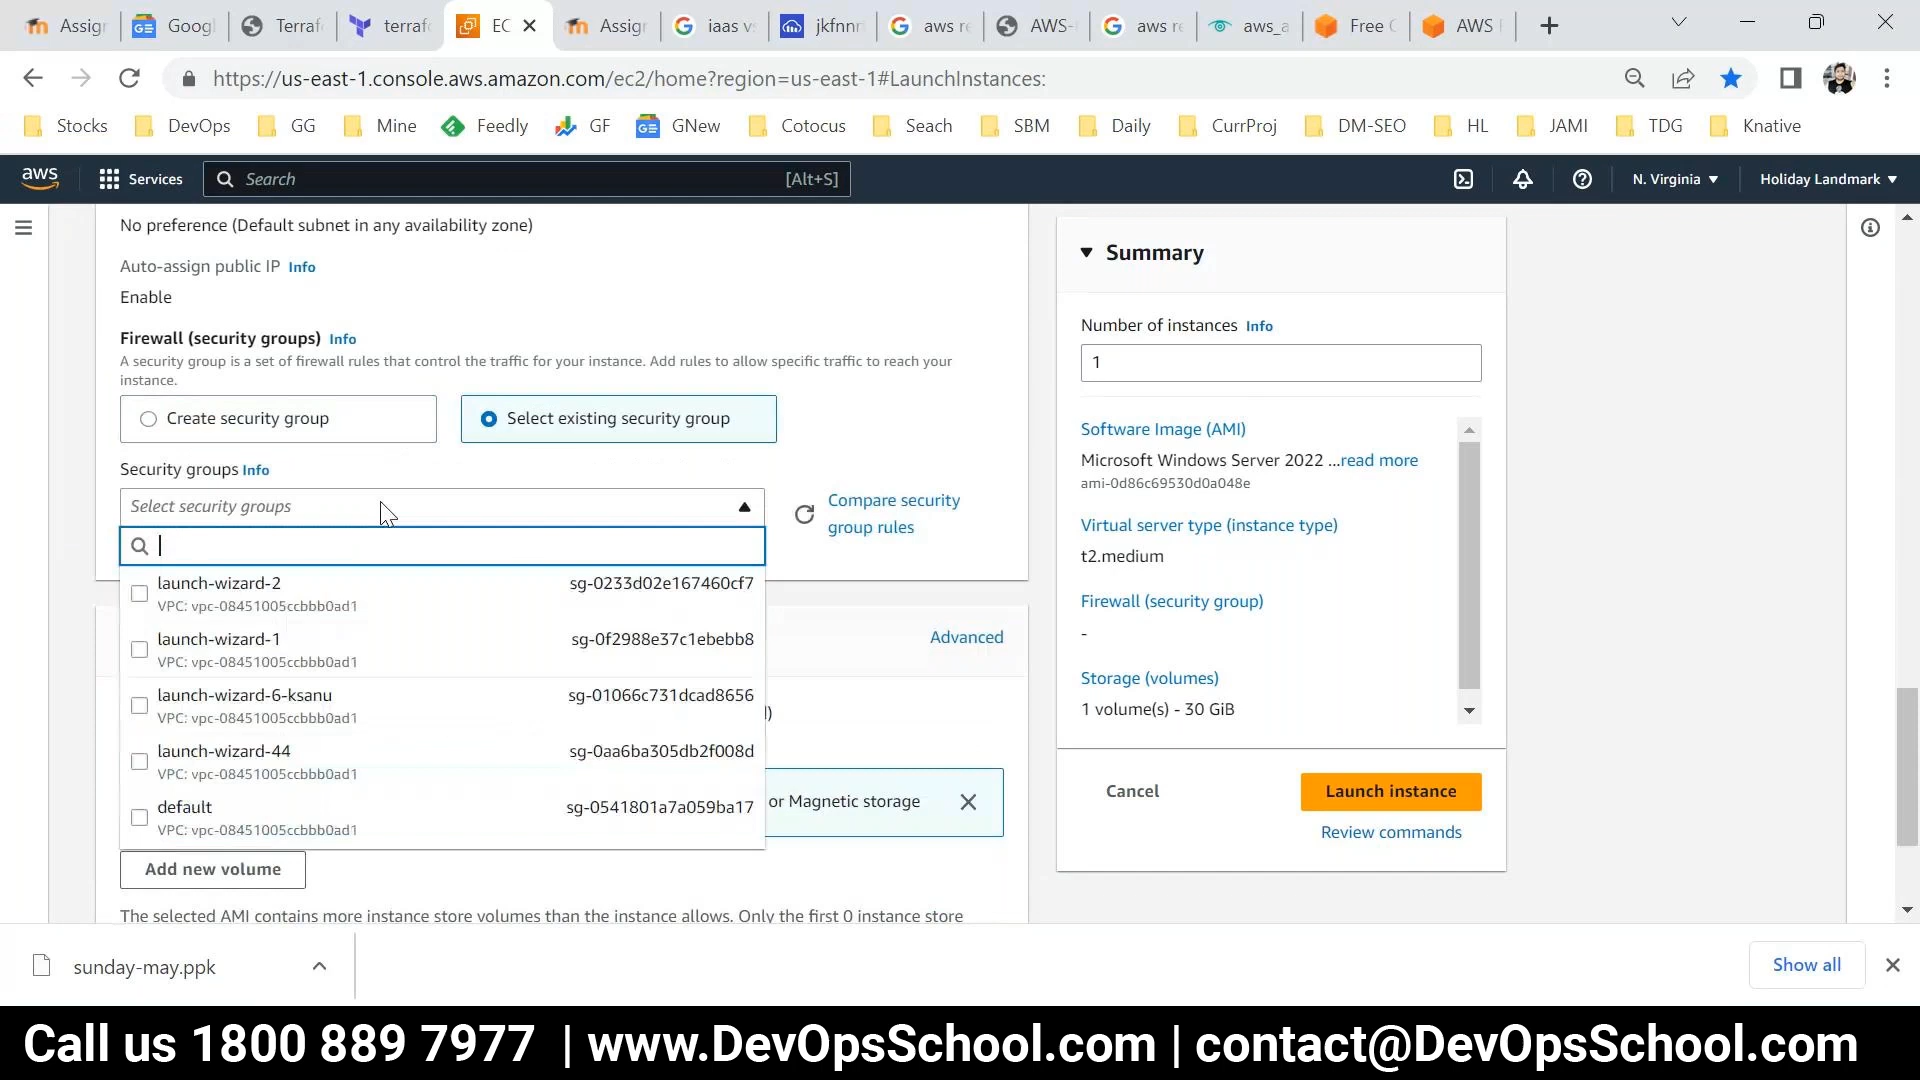 Assigr
Googl
Terraf
terraf
EC
Assigr
iaas v
jkfnnr
aws re
AWS-
aws re
aws_a
Free C
AWS
https://us-east-1.console.aws.amazon.com/ec2/home?region=us-east-1#LaunchInstances:
Stocks
DevOps
GG
Mine
Feedly
GF
GNew
Cotocus
Seach
SBM
Daily
CurrProj
DM-SEO
HL
JAMI
TDG
Knative
aws
Services
Search
[Alt+S]
N. Virginia
Holiday Landmark
No preference (Default subnet in any availability zone)
Auto-assign public IP Info
Enable
Firewall (security groups) Info
A security group is a set of firewall rules that control the traffic for your instance. Add rules to allow specific traffic to reach your
instance.
Create security group
Select existing security group
Security groups Info
Select security groups
Compare security
group rules
launch-wizard-2 sg-0233d02e167460cf7
VPC: vpc-08451005ccbbb0ad1
launch-wizard-1 sg-0f2988e37c1ebebb8
VPC: vpc-08451005ccbbb0ad1
launch-wizard-6-ksanu sg-01066c731dcad8656
VPC: vpc-08451005ccbbb0ad1
launch-wizard-44 sg-0aa6ba305db2f008d
VPC: vpc-08451005ccbbb0ad1
default sg-0541801a7a059ba17
VPC: vpc-08451005ccbbb0ad1
Advanced
or Magnetic storage
Add new volume
The selected AMI contains more instance store volumes than the instance allows. Only the first 0 instance store
Summary
Number of instances Info
1
Software Image (AMI)
Microsoft Windows Server 2022 ...read more
ami-0d86c69530d0a048e
Virtual server type (instance type)
t2.medium
Firewall (security group)
-
Storage (volumes)
1 volume(s) - 30 GiB
Cancel
Launch instance
Review commands
sunday-may.ppk
Show all
Call us 1800 889 7977 | www.DevOpsSchool.com | contact@DevOpsSchool.com